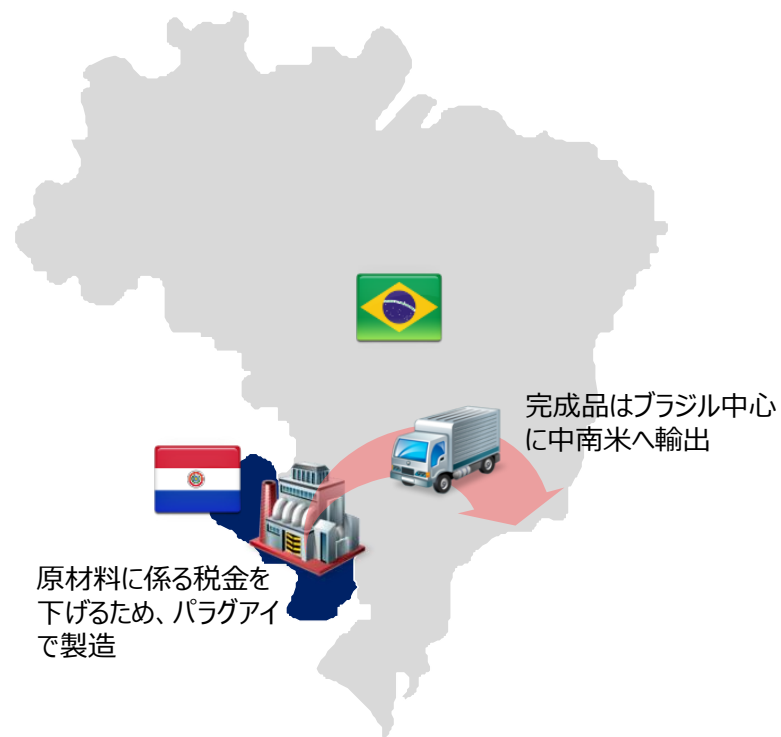 完成品はブラジル中心
に中南米へ輸出
原材料に係る税金を
下げるため、パラグアイ
で製造